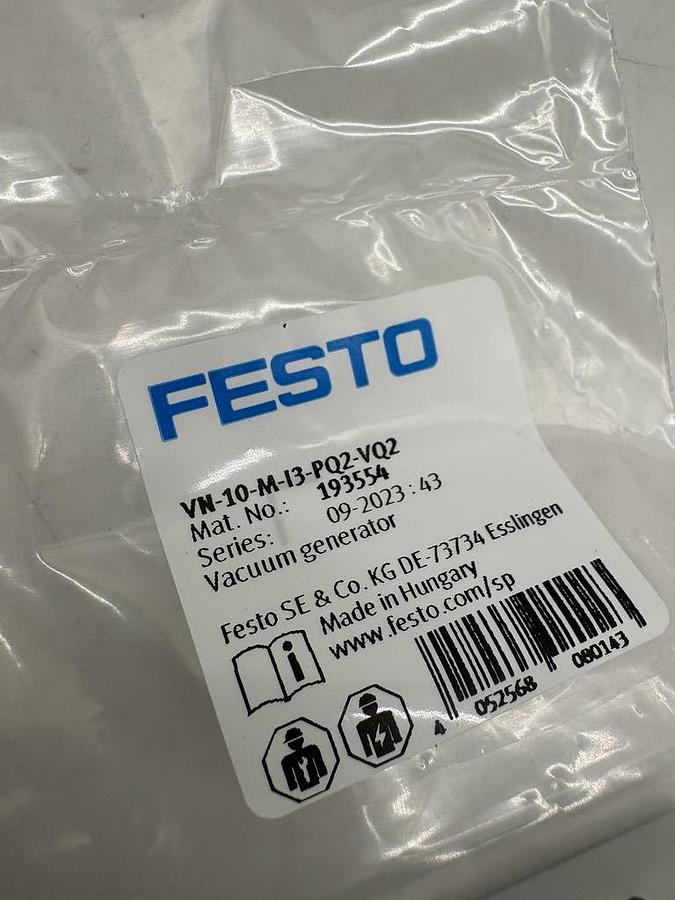 FESTO
VN-10-M-I3-PQ2-VQ2
Mat. No.: 193554
Series: 09-2023:43
Vacuum generator
Festo SE & Co. KG DE-73734 Esslingen
Made in Hungary
www.festo.com/sp
4 052568 080143